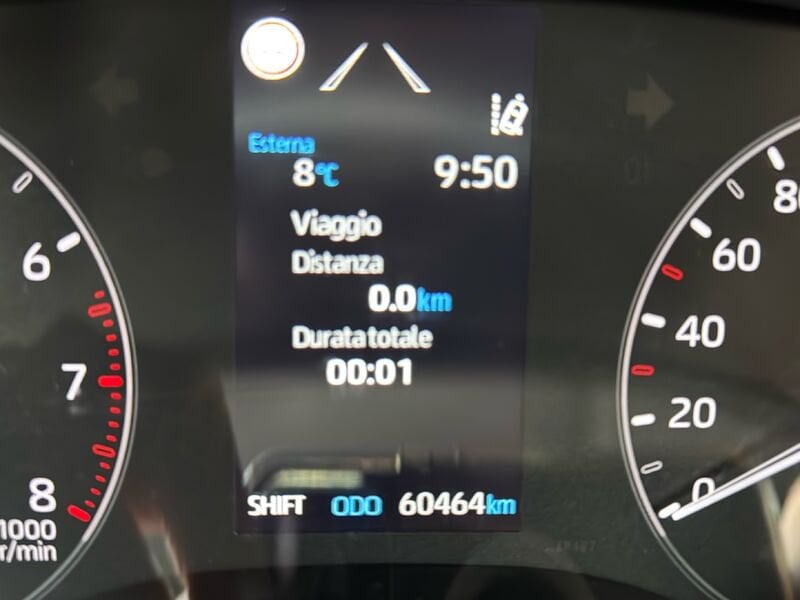 Esterna
8°C 9:50
Viaggio
Distanza
0.0km
Durata totale
00:01
SHIFT ODO 60464km
6
7
8
1000
r/min
80
60
40
20
0